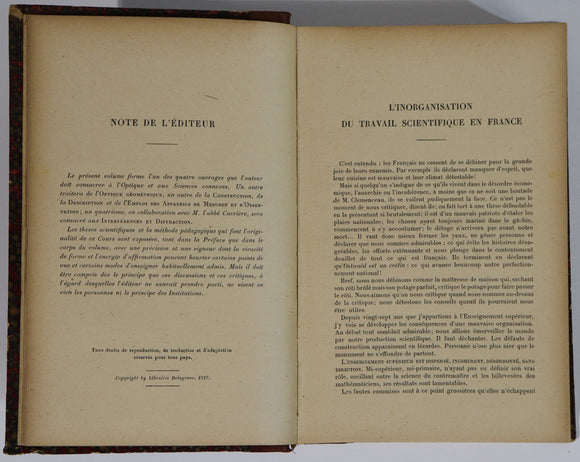 NOTE DE L'ÉDITEUR
Le présent volume forme l'un des quatre ouvrages que l'auteur
doit consacrer à l'Optique et aux Sciences connexes. Un autre
traitera de l'OPTIQUE GÉOMÉTRIQUE, un autre de la CONSTRUCTION, de
la DESCRIPTION et de l'EMPLOI DES APPAREILS DE MESURES ET D'OBSER-
VATION; un quatrième, en collaboration avec M. l'abbé Carrière, sera
consacré aux INTERFÉRENCES ET DIFFRACTION.
Les thèses scientifiques et la méthode pédagogique qui font l'origi-
nalité de ce Cours sont exposées, tant dans la Préface que dans le
corps du volume, avec une précision et une vigueur dont la vivacité
de forme et l'énergie d'affirmation peuvent heurter certains points de
vue et certains modes d'enseigner habituellement admis. Mais il doit
être compris dès le principe que ces discussions et ces critiques, à
l'égard desquelles l'éditeur ne saurait prendre parti, ne visent en
rien les personnes ni le principe des Institutions.
Tous droits de reproduction, de traduction et d'adaptation
réservés pour tous pays.
Copyright by Librairie Delagrave, 1917.
L'INORGANISATION
DU TRAVAIL SCIENTIFIQUE EN FRANCE
C'est entendu : les Français ne cessent de se débiner pour la grande
joie de leurs ennemis. Par exemple ils déclarent manquer d'esprit, que
leur cuisine est mauvaise et leur climat détestable!
Mais si quelqu'un s'indigne de ce qu'ils vivent dans le désordre écono-
mique, l'anarchie ou l'incohérence, à moins que ce ne soit une boutade
de M. Clemenceau, ils se voilent pudiquement la face. Ce n'est pas le
moment de nous critiquer, disent-ils; au fort à une thèse défendable
en la présentant si brutalement; il est d'un mauvais patriote d'étaler les
plaies nationales; les choses ayant toujours marché dans le gâchis,
comment à s'y accoutumer; le déluge n'arrivera pas avant notre
mort... Il vaut donc mieux fermer les yeux, ne gêner personne et
déclarer que nous sommes admirables : ce qui évite les histoires désa-
gréables, les efforts exténuants et nous plonge dans le contentement
douillet de tout ce qui est français. Ils terminent d'ordinaire en
déclarant qu'Ostwald est un crétin : ce qui avance beaucoup notre perfection-
nement national!
Bref, nous nous débinons comme la maîtresse de maison qui, sachant
son rôti brûlé mais son potage parfait, critique le potage pour faire passer
le rôti. Nous aimons qu'on nous critique quand nous sommes au-dessus
de la critique; nous détestons les conseils quand ils pourraient nous
être utiles.
Depuis vingt-sept ans que j'appartiens à l'Enseignement supérieur,
j'y vois se développer les conséquences d'une mauvaise organisation.
Au début tout semblait admirable; nous allions émerveiller le monde
par notre production scientifique. Il faut déchanter. Les défauts de
construction apparaissent en lézardes. Personne n'ose plus nier que le
monument ne s'effondre de partout.
L'ENSEIGNEMENT SUPÉRIEUR EST DISPERSÉ, INCOHÉRENT, DÉSORDONNÉ, SANS
DIRECTION. Mi-supérieur, mi-primaire, n'ayant pas su définir son vrai
rôle, oscillant entre la science du contremaître et les billevesées des
mathématiciens, ses résultats sont lamentables.
Les fautes commises sont à ce point grossières qu'elles n'échappent